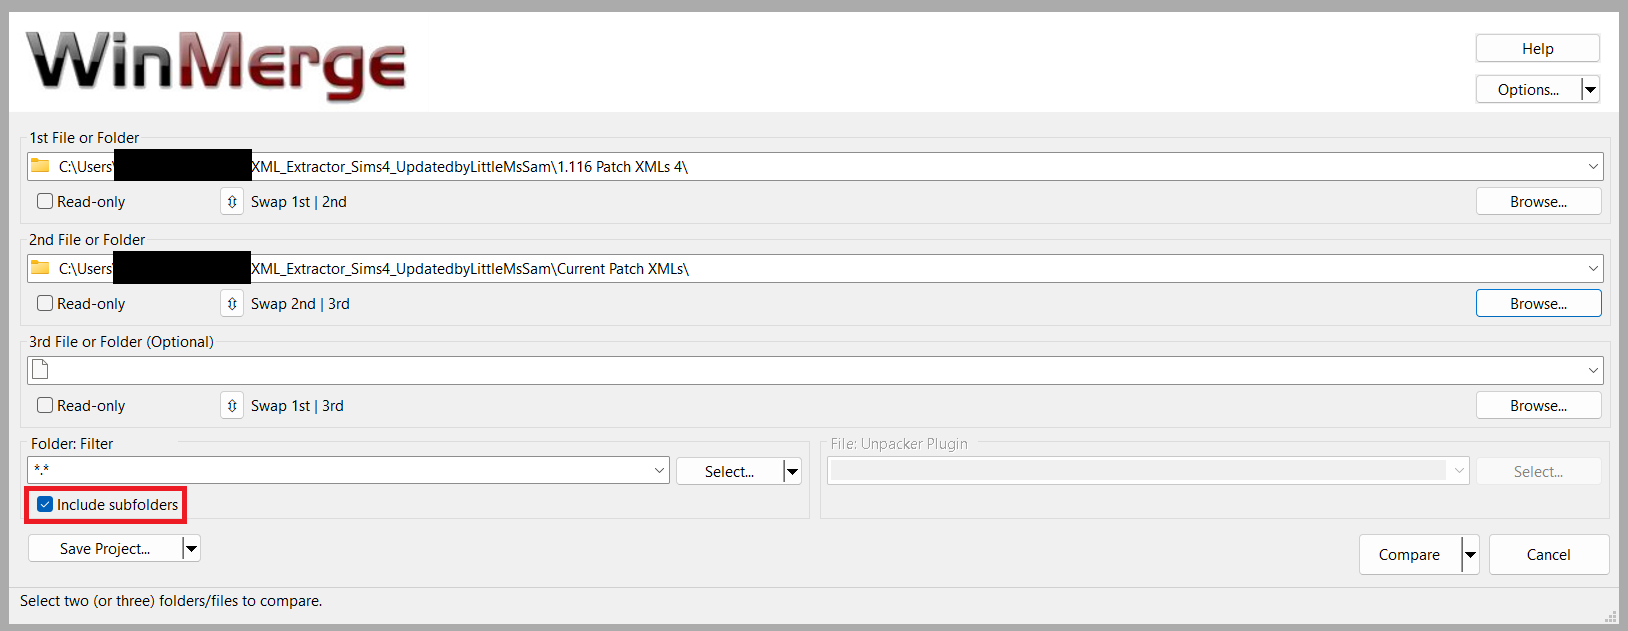 WinMerge
Help
Options...
1st File or Folder
C:\Users\ XML_Extractor_Sims4_UpdatedbyLittleMsSam\1.116 Patch XMLs 4\
Read-only Swap 1st | 2nd Browse...
2nd File or Folder
C:\Users XML_Extractor_Sims4_UpdatedbyLittleMsSam\Current Patch XMLs\
Read-only Swap 2nd | 3rd Browse...
3rd File or Folder (Optional)
Read-only Swap 1st | 3rd Browse...
Folder: Filter File: Unpacker Plugin
*.* Select... Select...
Include subfolders
Save Project... Compare Cancel
Select two (or three) folders/files to compare.